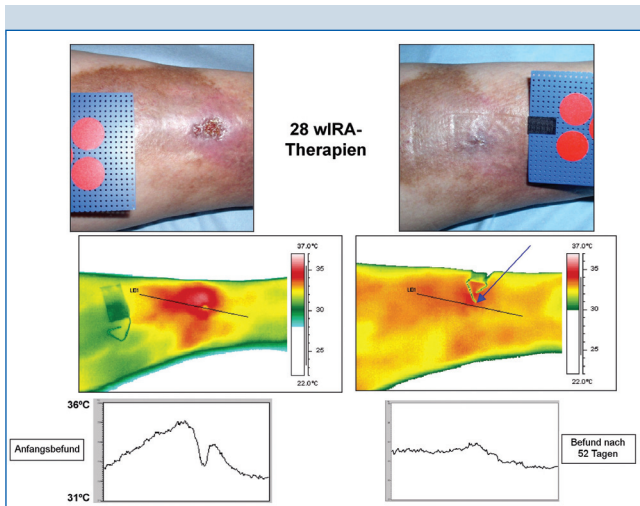 28 wIRA-
Therapien
37.0°C
35
30
25
22.0°C
LI01
37.0°C
35
30
25
22.0°C
LI01
36°C
31°C
Anfangsbefund
Befund nach
52 Tagen